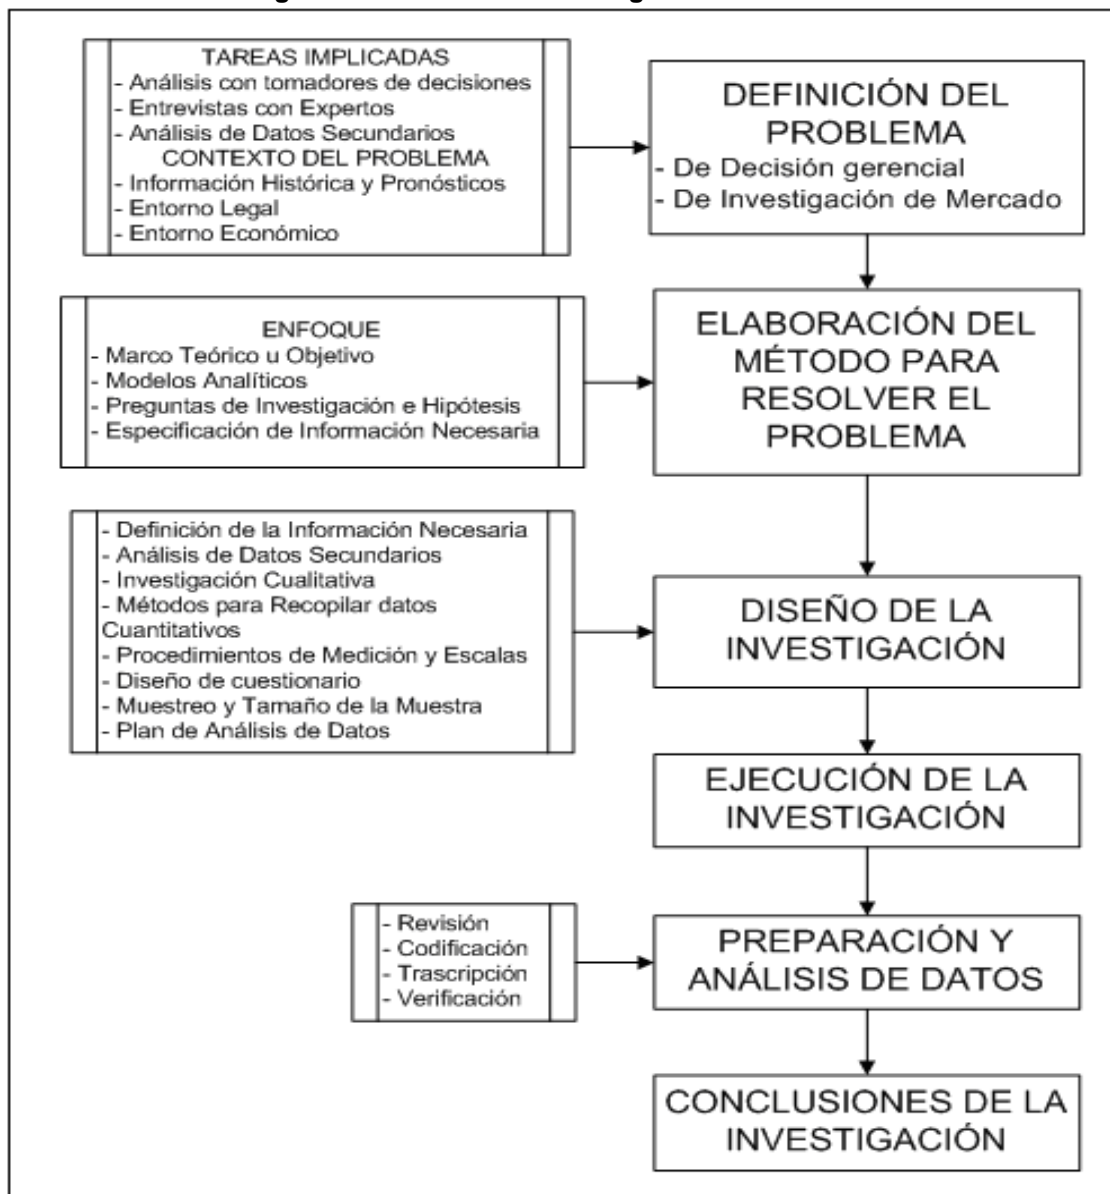 TAREAS IMPLICADAS
- Análisis con tomadores de decisiones
- Entrevistas con Expertos
- Análisis de Datos Secundarios
CONTEXTO DEL PROBLEMA
- Información Histórica y Pronósticos
- Entorno Legal
- Entorno Económico
DEFINICIÓN DEL
PROBLEMA
- De Decisión gerencial
- De Investigación de Mercado
ENFOQUE
- Marco Teórico u Objetivo
- Modelos Analíticos
- Preguntas de Investigación e Hipótesis
- Especificación de Información Necesaria
ELABORACIÓN DEL
MÉTODO PARA
RESOLVER EL
PROBLEMA
- Definición de la Información Necesaria
- Análisis de Datos Secundarios
- Investigación Cualitativa
- Métodos para Recopilar datos
Cuantitativos
- Procedimientos de Medición y Escalas
- Diseño de cuestionario
- Muestreo y Tamaño de la Muestra
- Plan de Análisis de Datos
DISEÑO DE LA
INVESTIGACIÓN
EJECUCIÓN DE LA
INVESTIGACIÓN
- Revisión
- Codificación
- Trascripción
- Verificación
PREPARACIÓN Y
ANÁLISIS DE DATOS
CONCLUSIONES DE LA
INVESTIGACIÓN